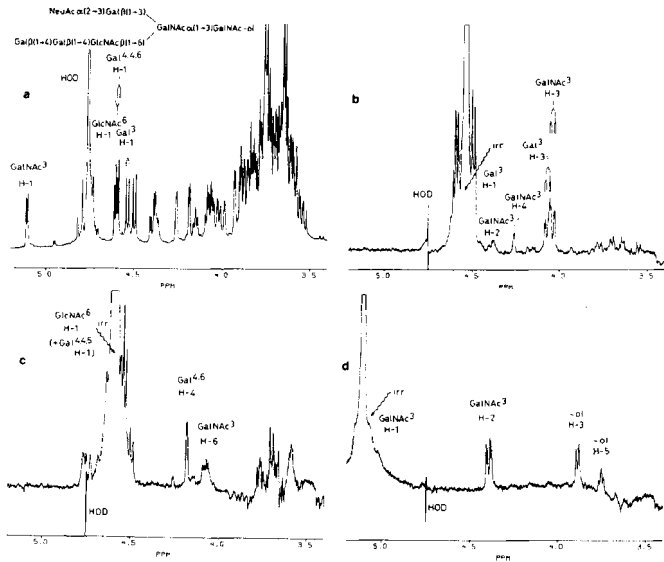 NeuAcα(2→3)Galβ(1→3)
GalNAcα(1→3)GalNAc-ol
Galβ(1→4)Galβ(1→4)GlcNAcβ(1→6)
a
HOD
Gal4,4,6
H-1
GlcNAc6
H-1
Gal3
H-1
GalNAc3
H-1
5.0
4.5
4.0
3.5
PPM
b
HOD
irr
Gal3
H-1
GalNAc3
H-2
GalNAc3
H-4
Gal3
H-3
GalNAc3
H-3
5.0
4.5
4.0
3.5
PPM
c
GlcNAc6
H-1
(+Gal4,4,5
H-1)
irr
HOD
Gal4,6
H-4
GalNAc3
H-6
5.0
4.5
4.0
3.5
PPM
d
irr
GalNAc3
H-1
HOD
GalNAc3
H-2
-ol
H-3
-ol
H-5
5.0
4.5
4.0
3.5
PPM